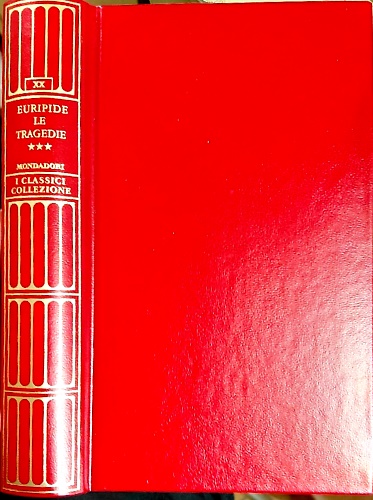 XX
EURIPIDE
LE
TRAGEDIE
★★★
MONDADORI
I CLASSICI
COLLEZIONE